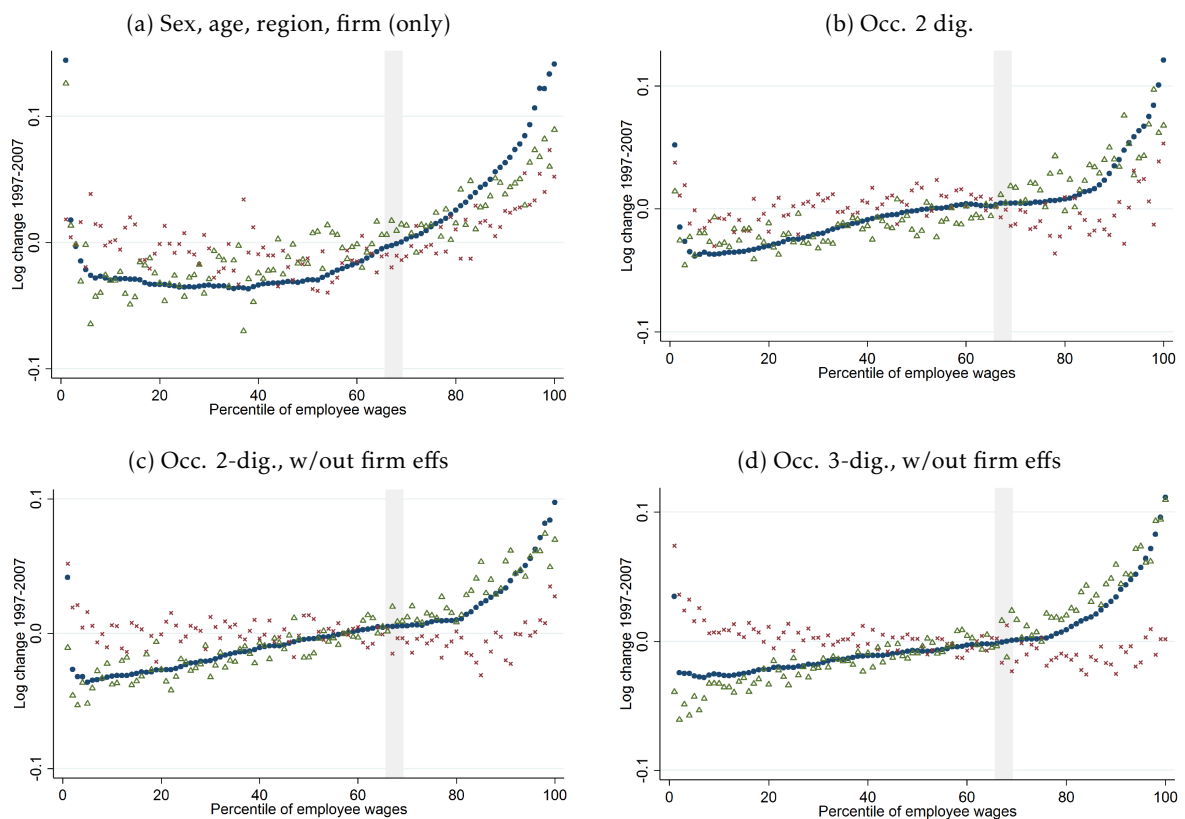 (a) Sex, age, region, firm (only)
Log change 1997-2007
0.1
0.0
-0.1
0 20 40 60 80 100
Percentile of employee wages
(b) Occ. 2 dig.
Log change 1997-2007
0.1
0.0
-0.1
0 20 40 60 80 100
Percentile of employee wages
(c) Occ. 2-dig., w/out firm effs
Log change 1997-2007
0.1
0.0
-0.1
0 20 40 60 80 100
Percentile of employee wages
(d) Occ. 3-dig., w/out firm effs
Log change 1997-2007
0.1
0.0
-0.1
0 20 40 60 80 100
Percentile of employee wages